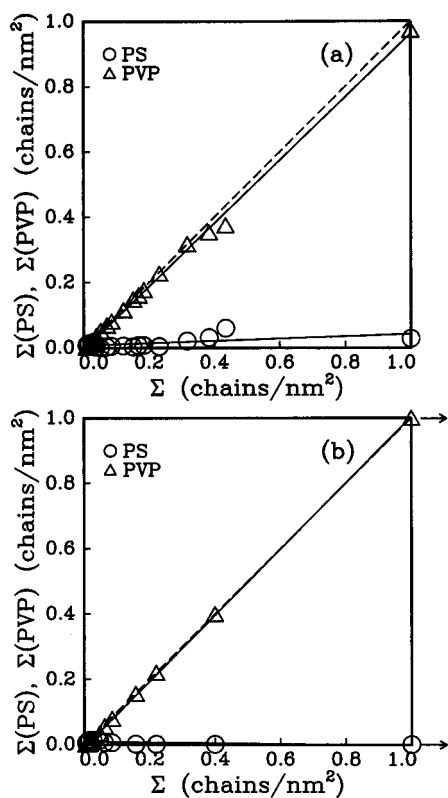 1.0
0.8
0.6
0.4
0.2
0.0
Σ(PS), Σ(PVP) (chains/nm²)
PS
PVP
(a)
0.0 0.2 0.4 0.6 0.8 1.0
Σ (chains/nm²)
1.0
0.8
0.6
0.4
0.2
0.0
Σ(PS), Σ(PVP) (chains/nm²)
PS
PVP
(b)
0.0 0.2 0.4 0.6 0.8 1.0
Σ (chains/nm²)